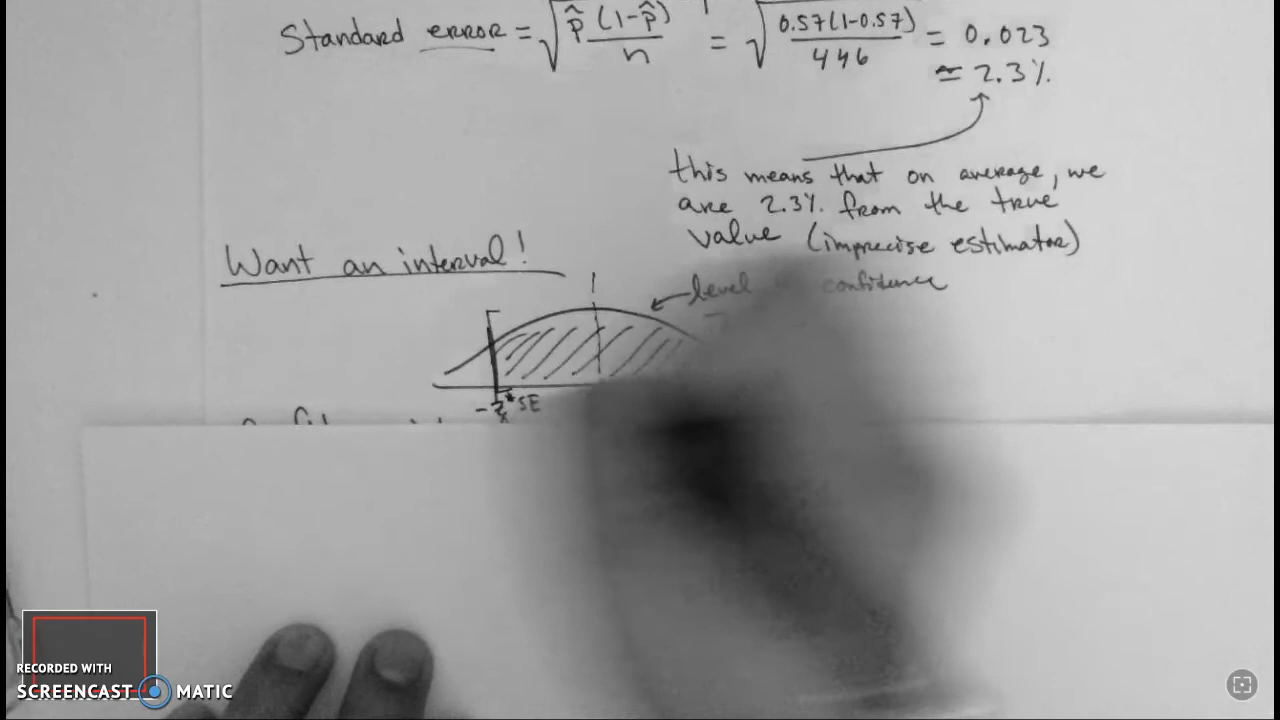 Standard error = √ p̂ (1-p̂) / n = √ 0.57(1-0.57) / 446 = 0.023
≈ 2.3%.
this means that on average, we
are 2.3%. from the true
value (imprecise estimator)
Want an interval!
level confidence
-z* SE
RECORDED WITH
SCREENCAST MATIC